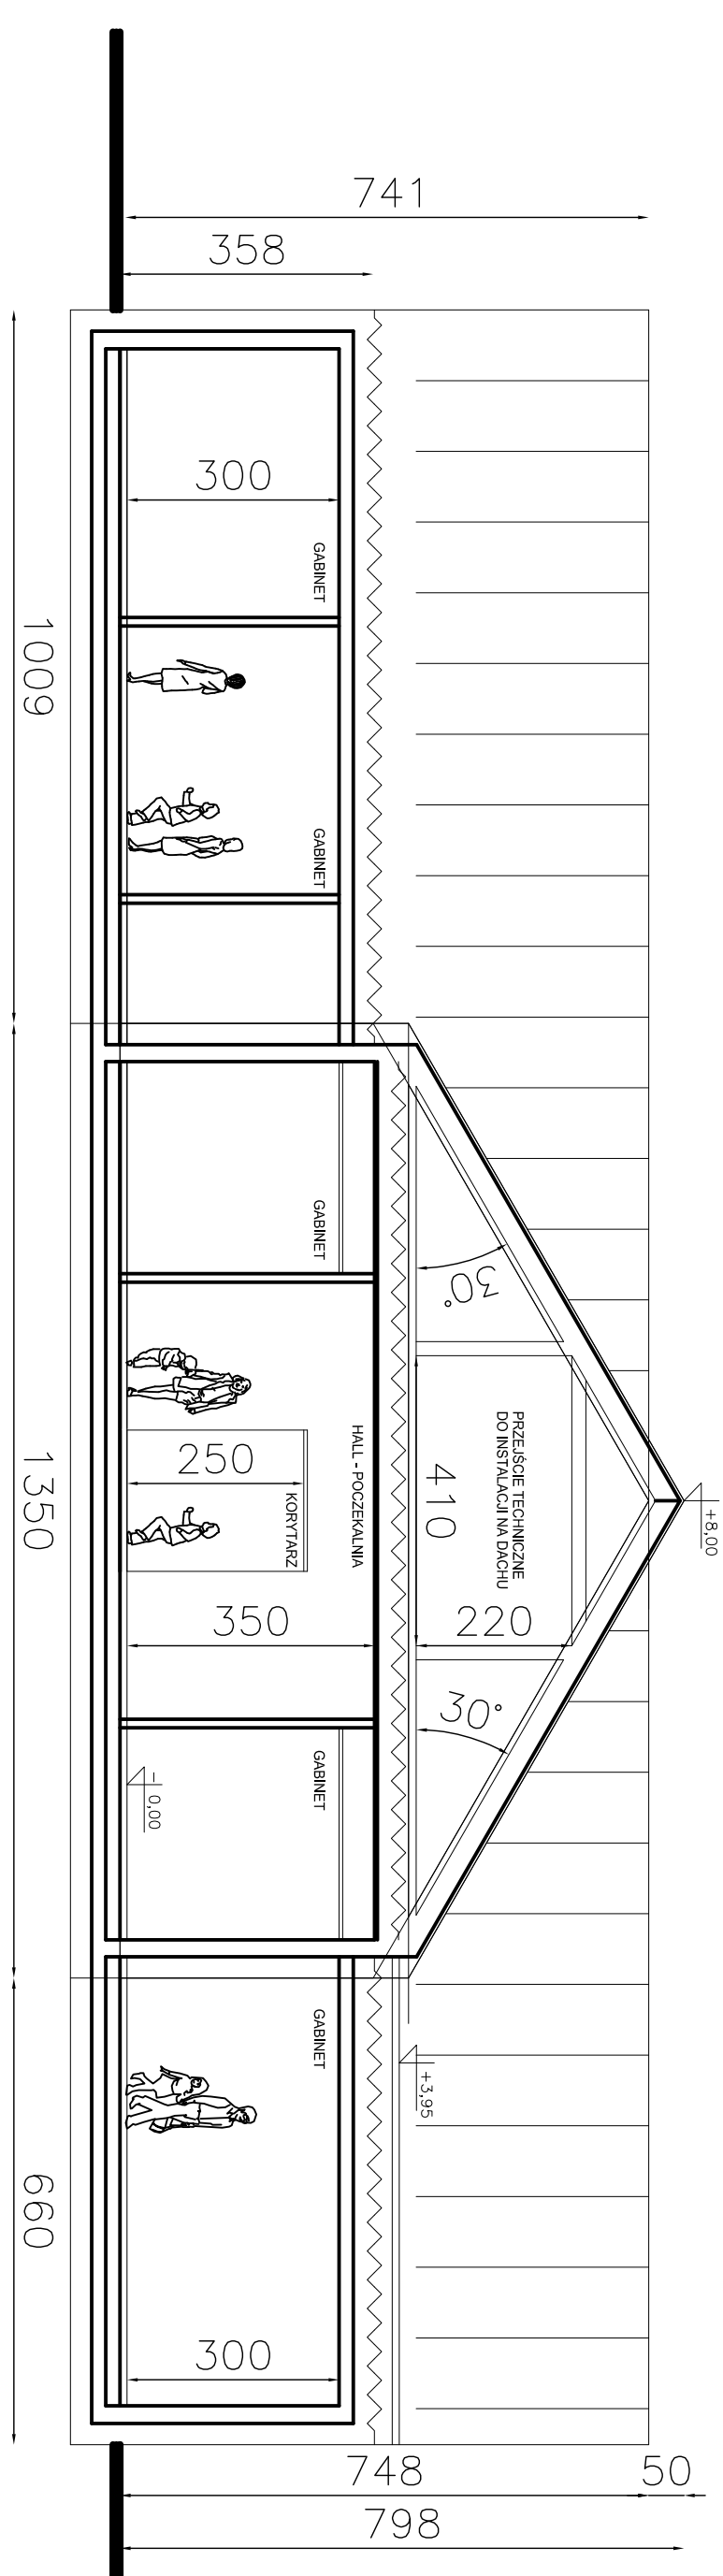 741
358
300
GABINET
1009
GABINET
GABINET
30°
PRZEJŚCIE TECHNICZNE
DO INSTALACJI NA DACHU
410
220
+8,00
HALL - POCZEKALNIA
250
KORYTARZ
350
1350
30°
GABINET
- 0,00
GABINET
+3,95
660
300
748
50
798